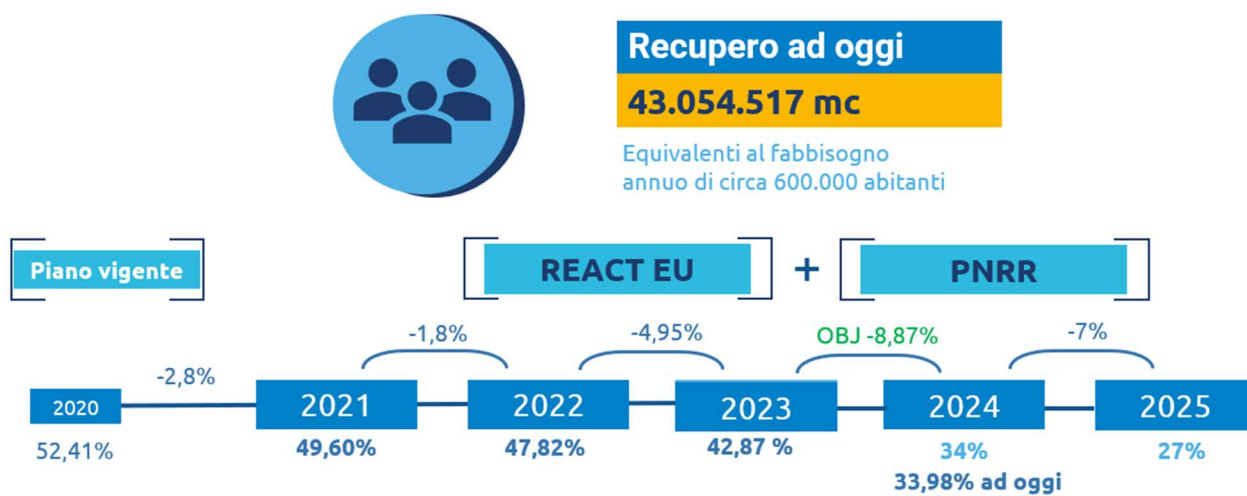 Recupero ad oggi
43.054.517 mc
Equivalenti al fabbisogno
annuo di circa 600.000 abitanti
Piano vigente
REACT EU
+
PNRR
-2,8%
-1,8%
-4,95%
OBJ -8,87%
-7%
2020
2021
2022
2023
2024
2025
52,41%
49,60%
47,82%
42,87 %
34%
27%
33,98% ad oggi